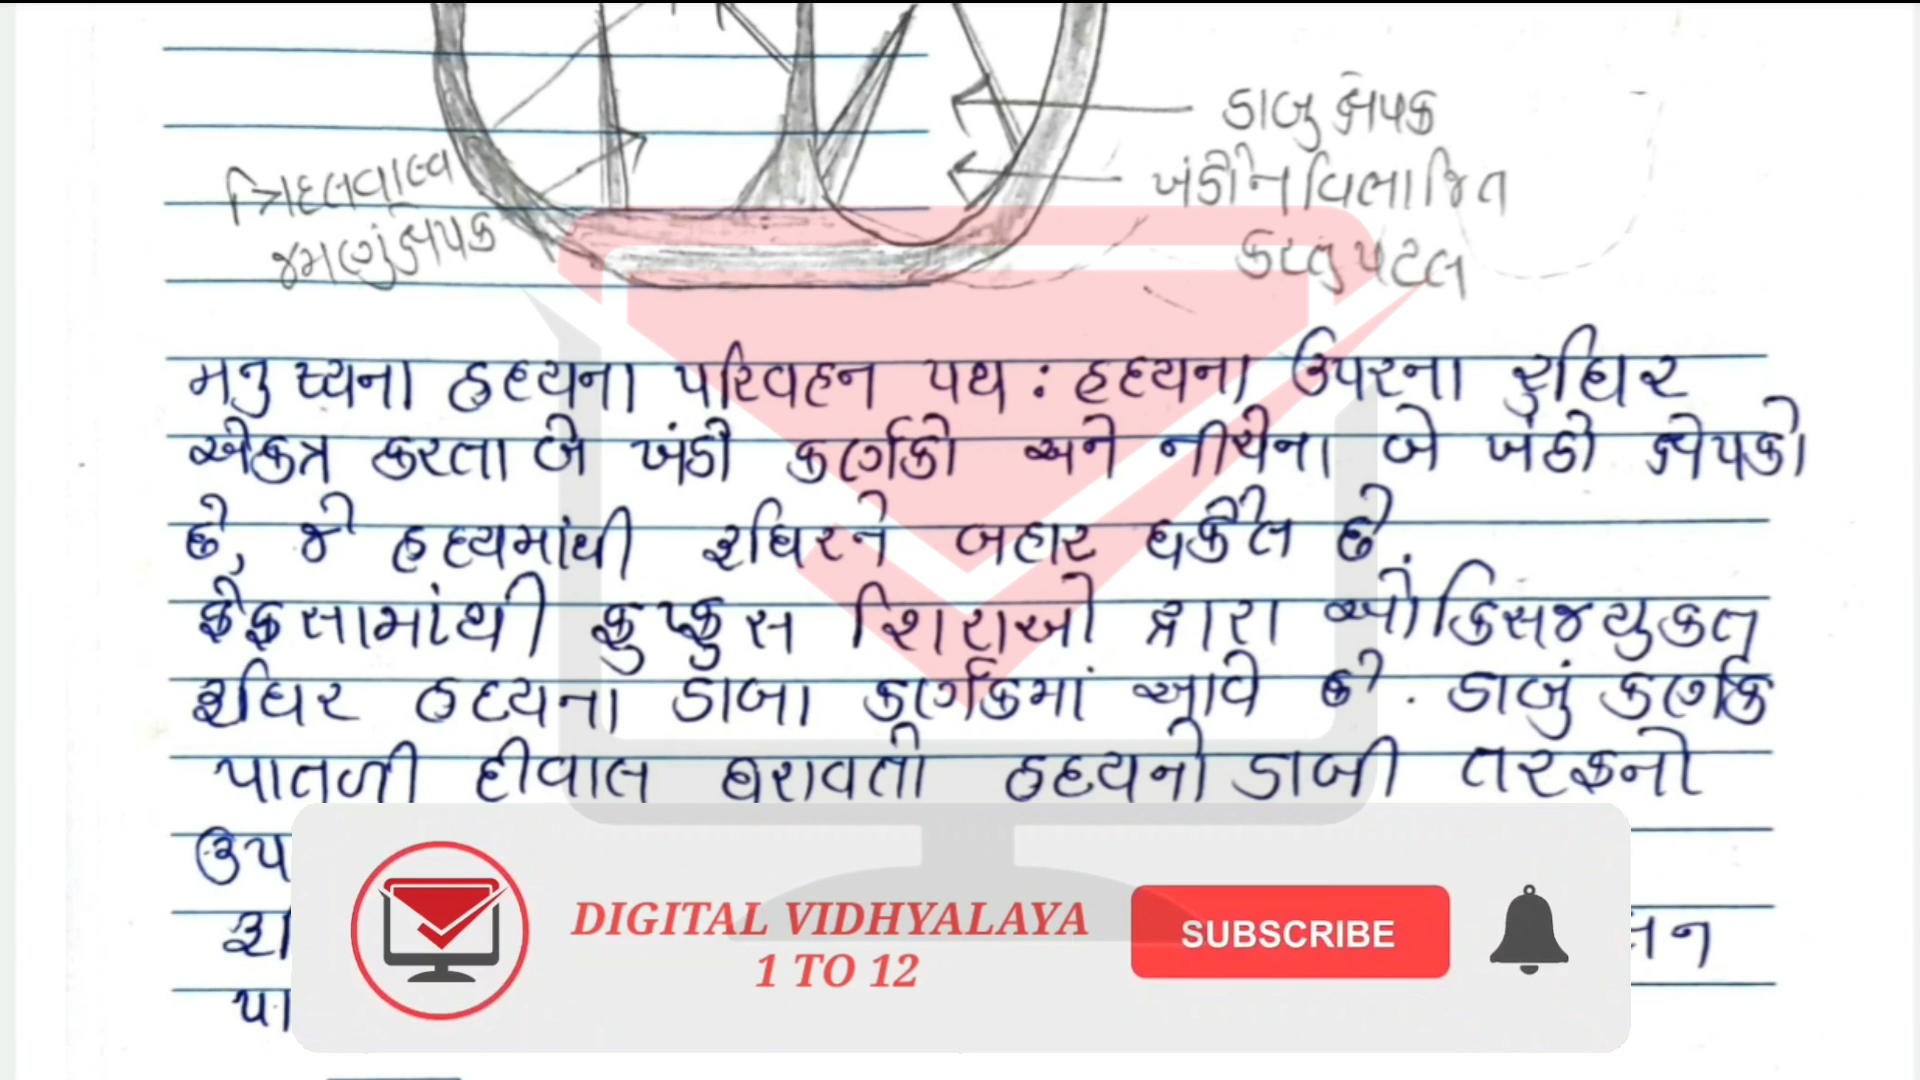 ડાબુ ક્ષેપક
ખંડોને વિભાજિત
કરતું પટલ
ત્રિદલવાલ્વ
જમણું ક્ષેપક
મનુષ્યના હૃદયના પરિવહન પથ : હૃદયના ઉપરના રુધિર
એકત્ર કરતા બે ખંડો કર્ણકો અને નીચેના બે ખંડો ક્ષેપકો
છે, જે હૃદયમાંથી રુધિરને બહાર ધકેલે છે.
ફેફસામાંથી ફુપ્ફુસ શિરાઓ દ્વારા ઓક્સિજયુક્ત
રુધિર હૃદયના ડાબા કર્ણકમાં આવે છે. ડાબું કર્ણક
પાતળી દીવાલ ધરાવતો હૃદયનો ડાબી તરફનો
ઉપ
DIGITAL VIDHYALAYA
1 TO 12
SUBSCRIBE
પા